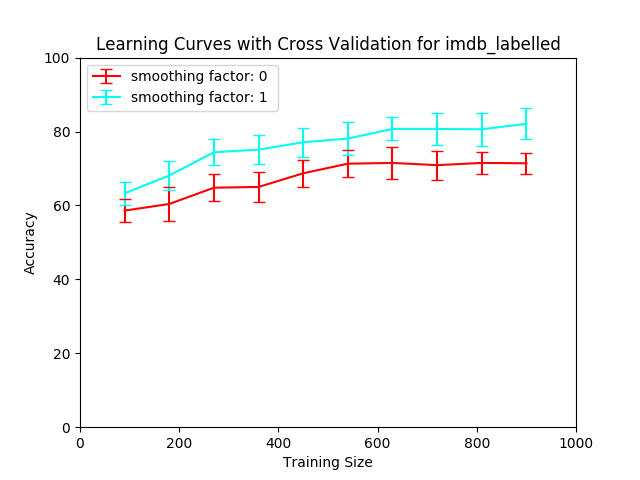 Learning Curves with Cross Validation for imdb_labelled
smoothing factor: 0
smoothing factor: 1
100
80
60
40
20
0
Accuracy
0 200 400 600 800 1000
Training Size